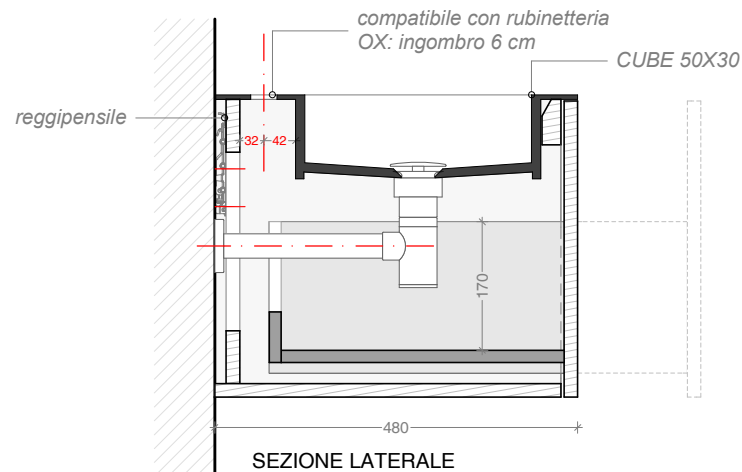 compatibile con rubinetteria
OX: ingombro 6 cm
CUBE 50X30
reggipensile
32 42
170
480
SEZIONE LATERALE